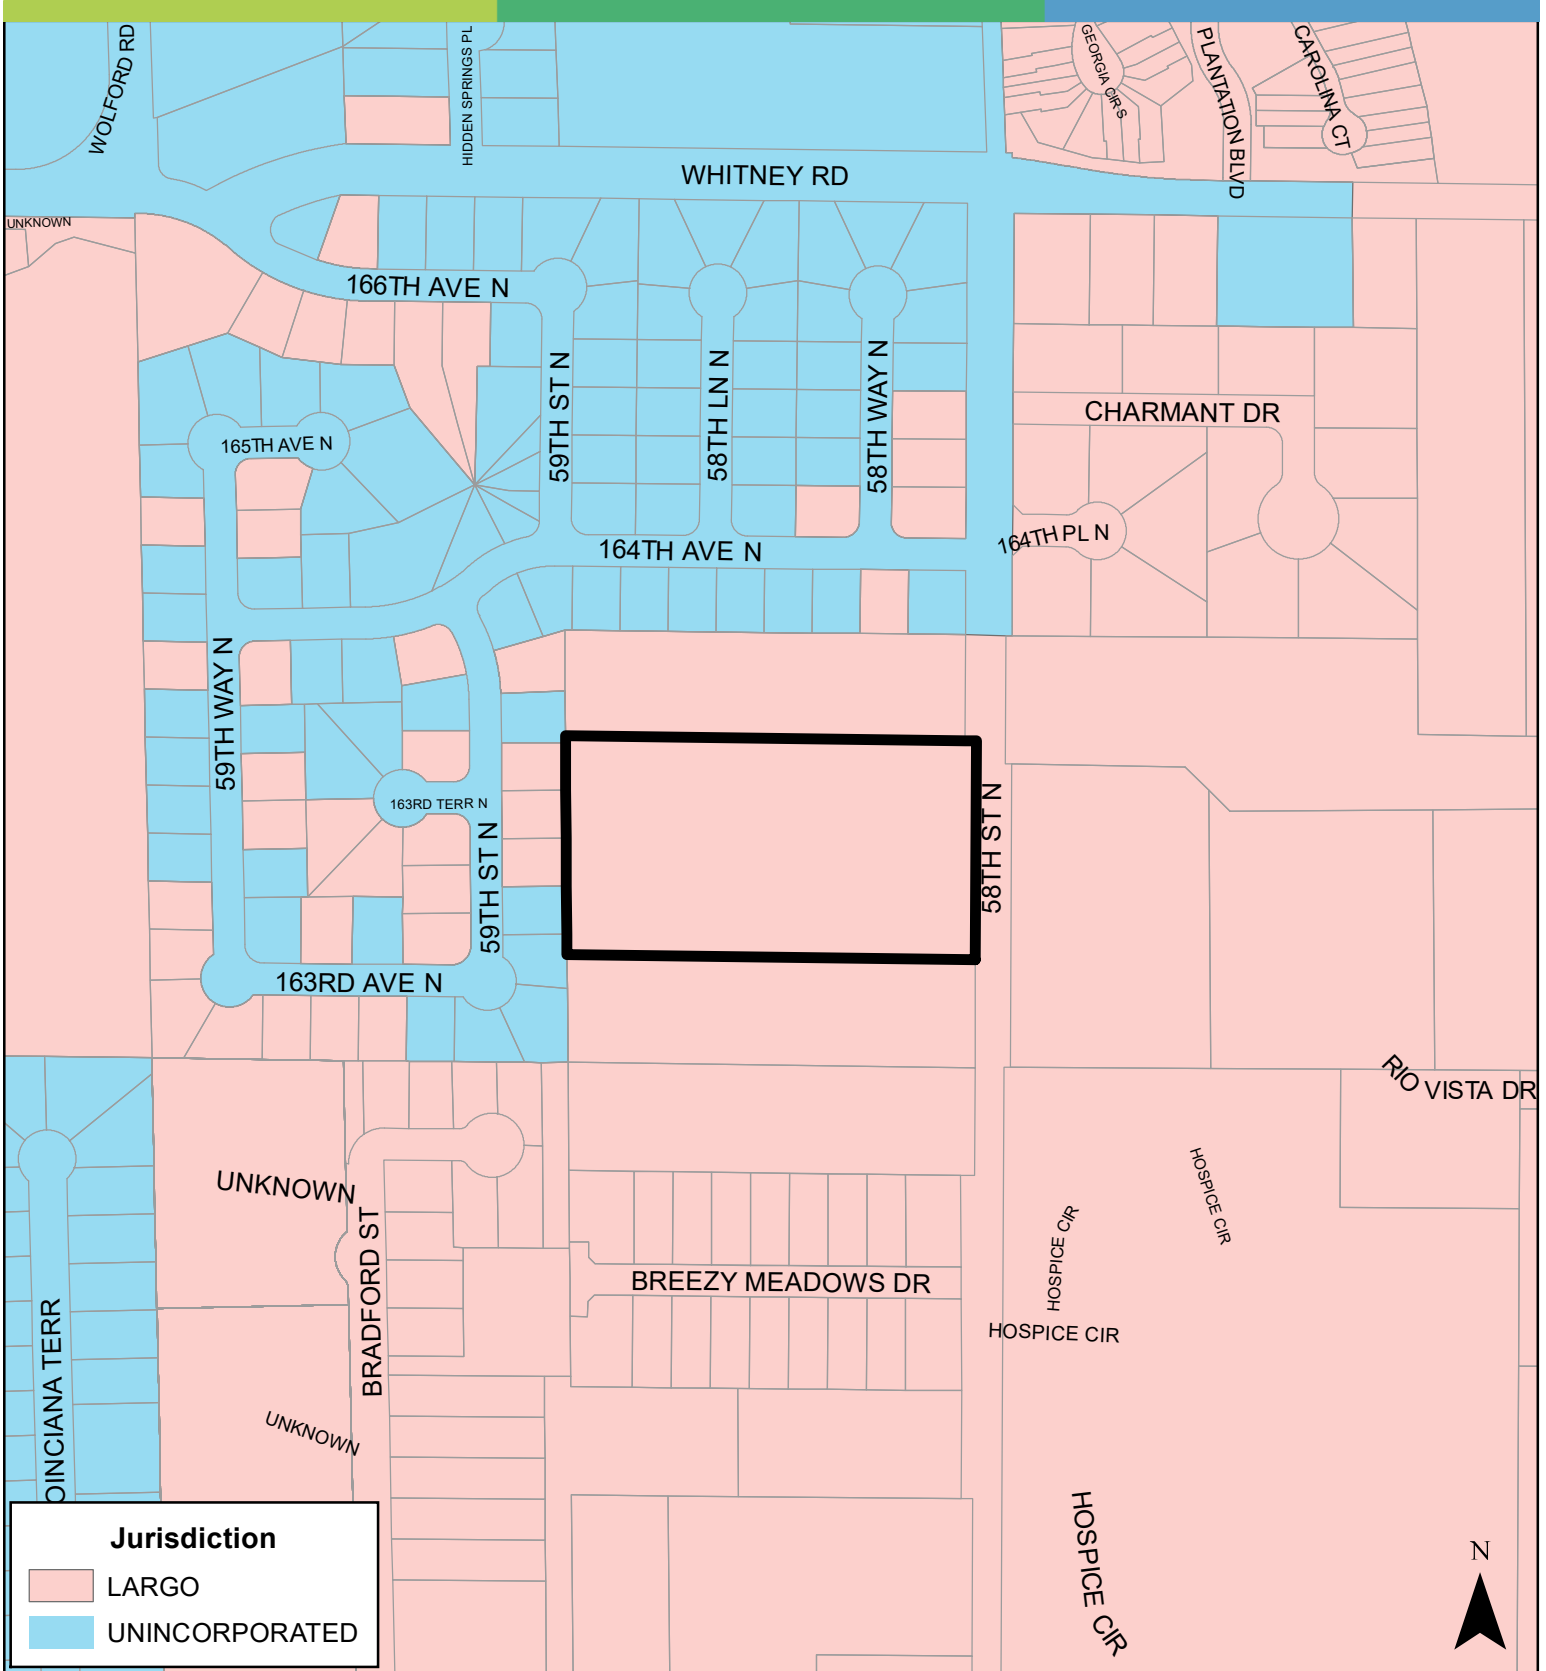 WOLFORD RD
HIDDEN SPRINGS PL
GEORGIA CIR S
PLANTATION BLVD
CAROLINA CT
WHITNEY RD
UNKNOWN
166TH AVE N
59TH ST N
58TH LN N
58TH WAY N
CHARMANT DR
165TH AVE N
164TH AVE N
164TH PL N
59TH WAY N
163RD TERR N
59TH ST N
58TH ST N
163RD AVE N
RIO VISTA DR
UNKNOWN
BRADFORD ST
HOSPICE CIR
HOSPICE CIR
BREEZY MEADOWS DR
HOSPICE CIR
OINCIANA TERR
UNKNOWN
HOSPICE CIR
Jurisdiction
LARGO
UNINCORPORATED
N